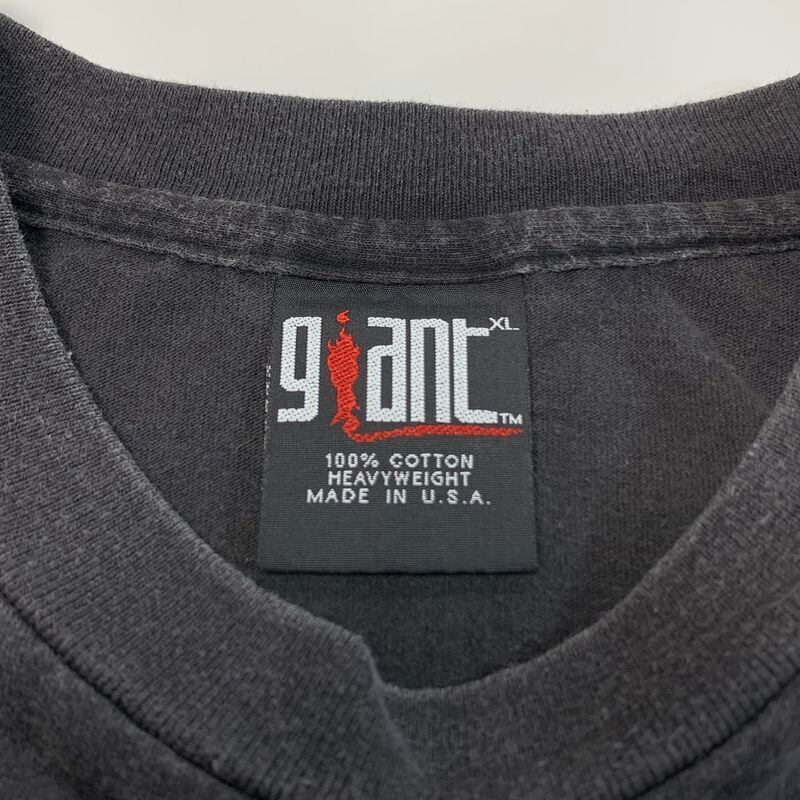 giant XL
TM
100% COTTON
HEAVYWEIGHT
MADE IN U.S.A.